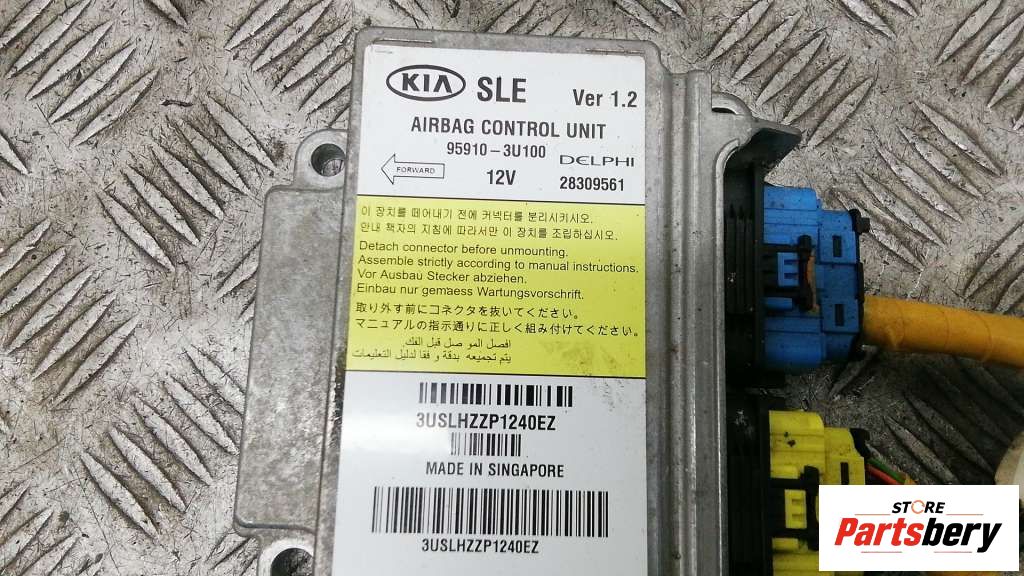 KIA SLE Ver 1.2
AIRBAG CONTROL UNIT
95910-3U100 DELPHI
FORWARD 12V 28309561
이 장치를 떼어내기 전에 커넥터를 분리시키시오.
안내 책자의 지침에 따라서만 이 장치를 조립하십시오.
Detach connector before unmounting.
Assemble strictly according to manual instructions.
Vor Ausbau Stecker abziehen.
Einbau nur gemaess Wartungsvorschrift.
取り外す前にコネクタを抜いてください。
マニュアルの指示通りに正しく組み付けてください。
افصل المو صل قبل الفك
يتم تجميعه بدقة و فقا لدليل التعليمات
3USLHZZP1240EZ
MADE IN SINGAPORE
3USLHZZP1240EZ
STORE
Partsbery